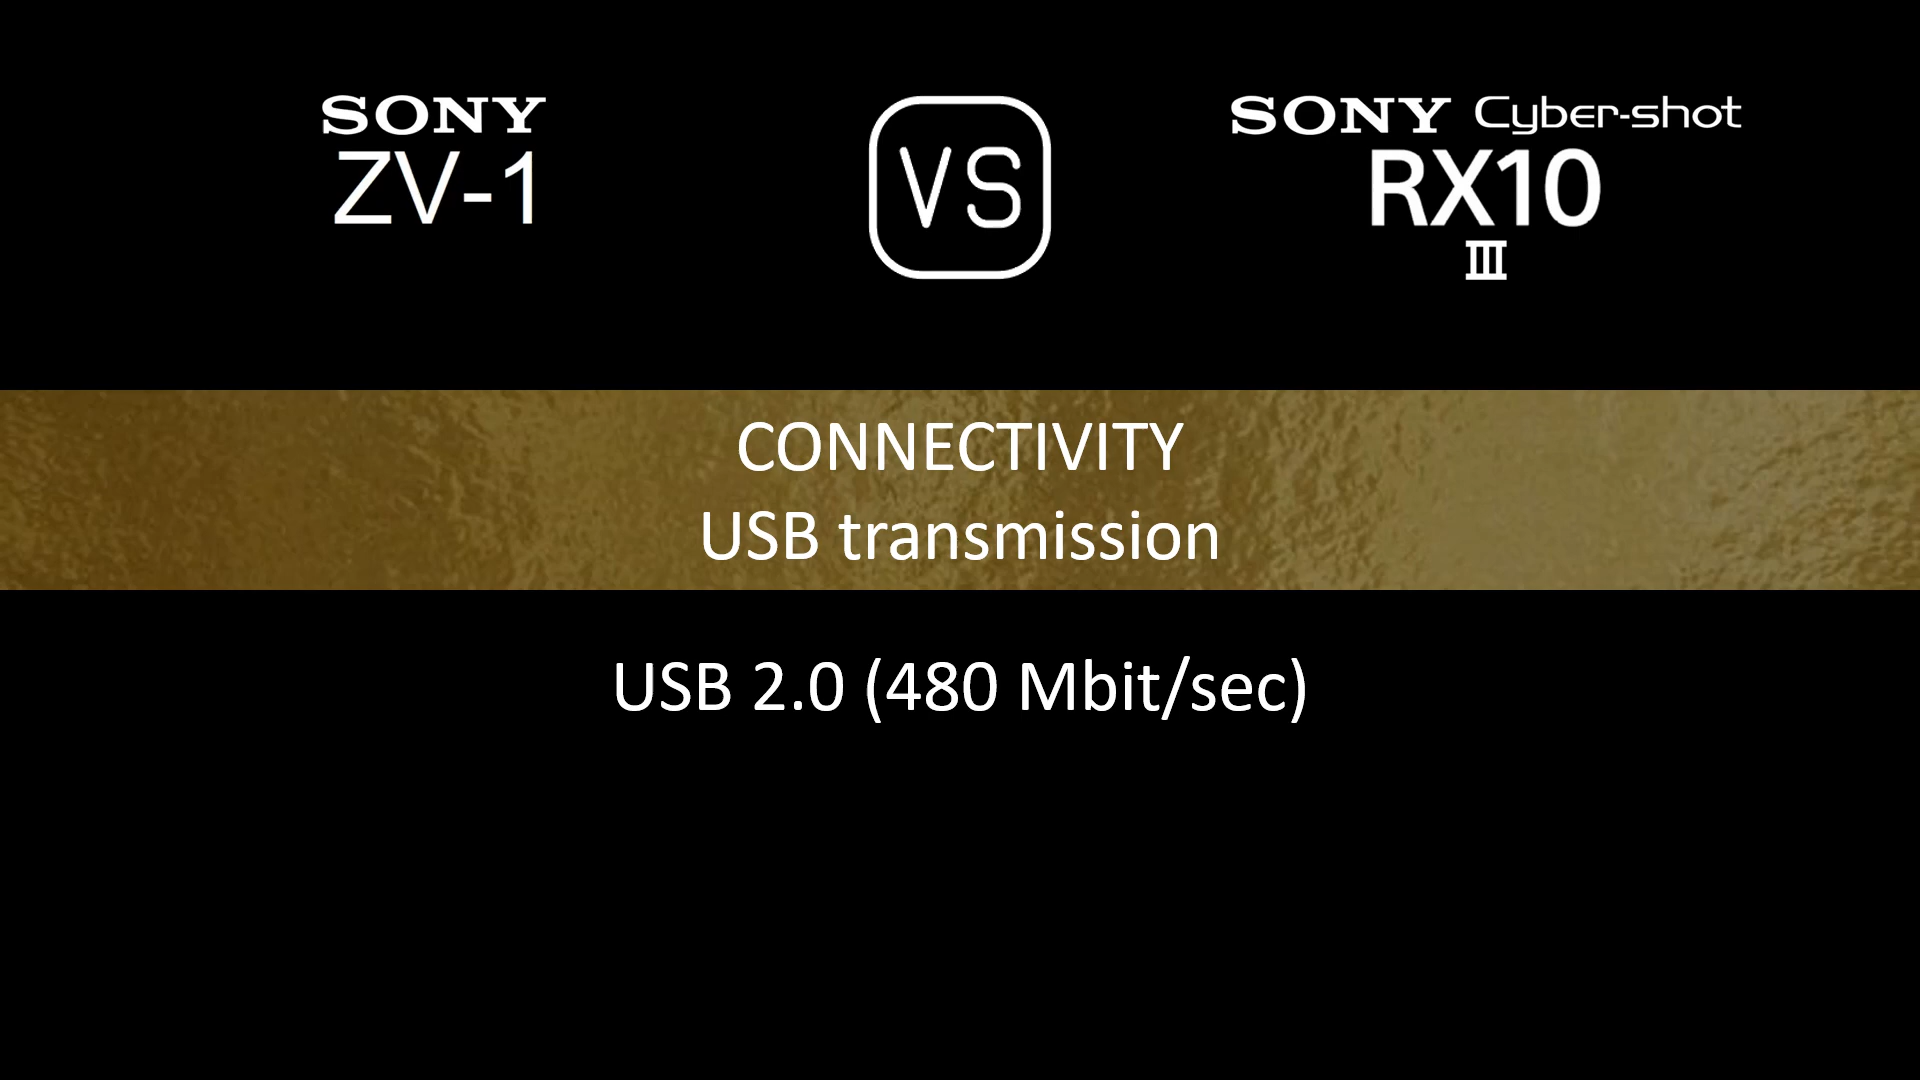 SONY
ZV-1
VS
SONY Cyber-shot
RX10
III
CONNECTIVITY
USB transmission
USB 2.0 (480 Mbit/sec)